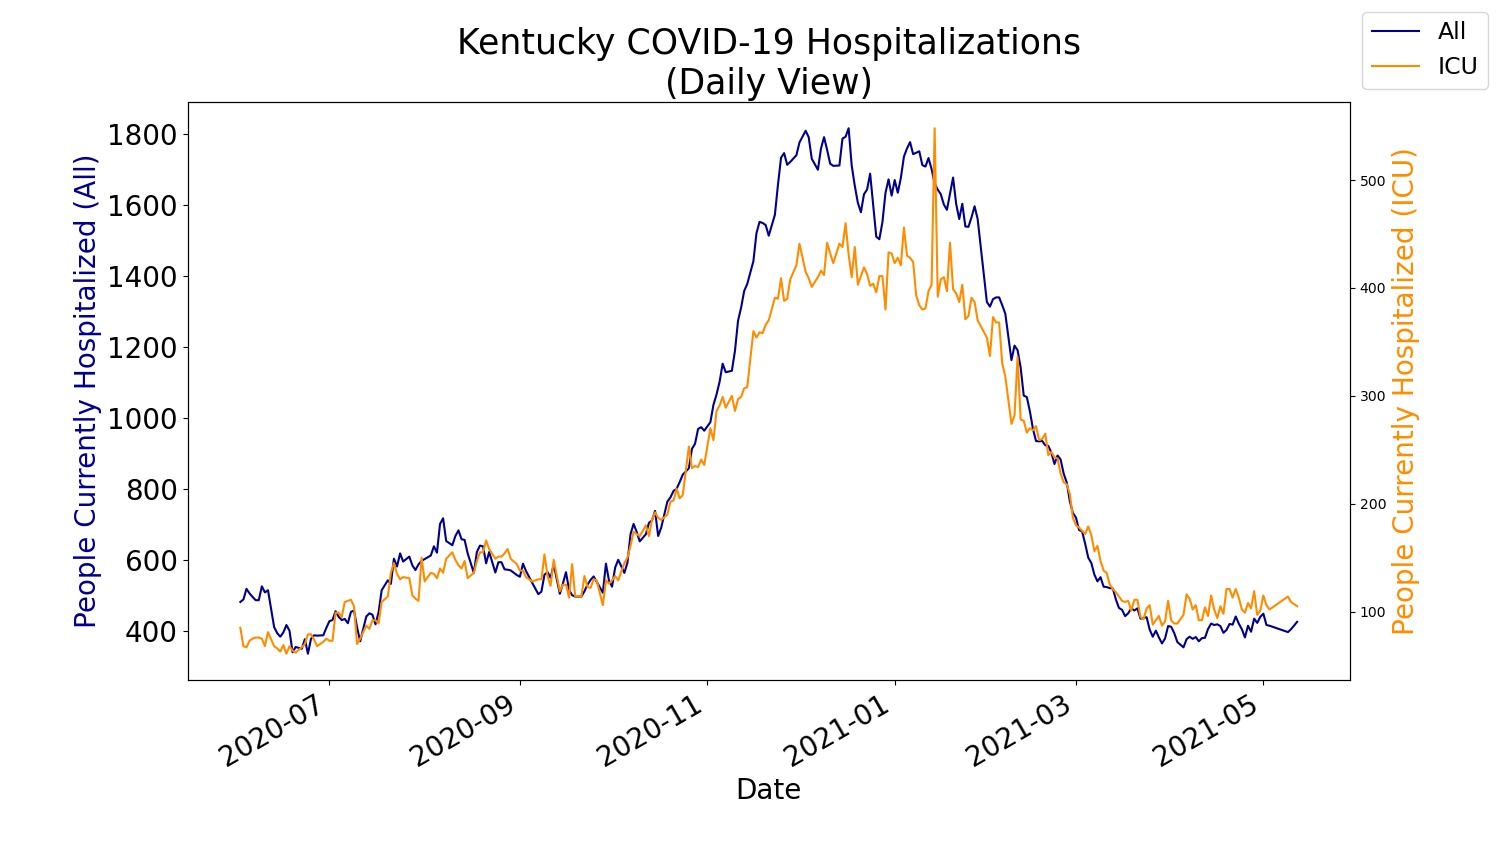 Kentucky COVID-19 Hospitalizations
(Daily View)
All
ICU
People Currently Hospitalized (All)
1800
1600
1400
1200
1000
800
600
400
500
400
300
200
100
People Currently Hospitalized (ICU)
2020-07
2020-09
2020-11
2021-01
2021-03
2021-05
Date